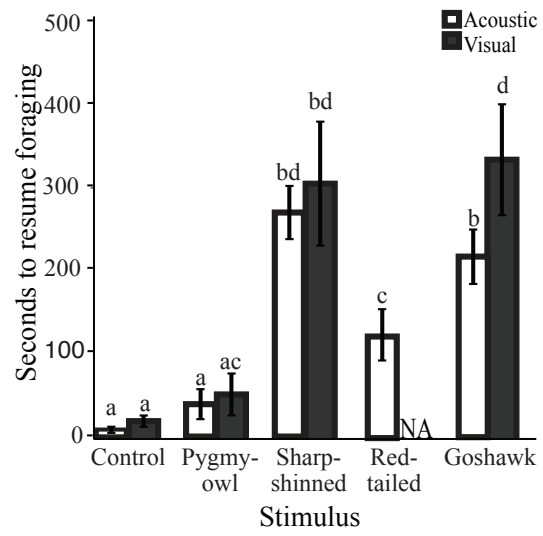 500
400
300
200
100
0
Seconds to resume foraging
Acoustic
Visual
a
a
a
ac
bd
bd
c
NA
b
d
Control
Pygmy-
owl
Sharp-
shinned
Red-
tailed
Goshawk
Stimulus